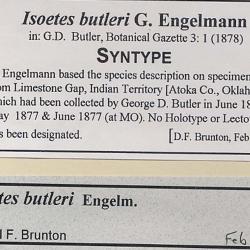 Isoetes butleri G. Engelmann
in: G.D. Butler, Botanical Gazette 3: 1 (1878)
SYNTYPE
Engelmann based the species description on specimen
om Limestone Gap, Indian Territory [Atoka Co., Oklah
hich had been collected by George D. Butler in June 18
ay 1877 & June 1877 (at MO). No Holotype or Lecto
s been designated. [D.F. Brunton, Feb
tes butleri Engelm.
l F. Brunton Feb